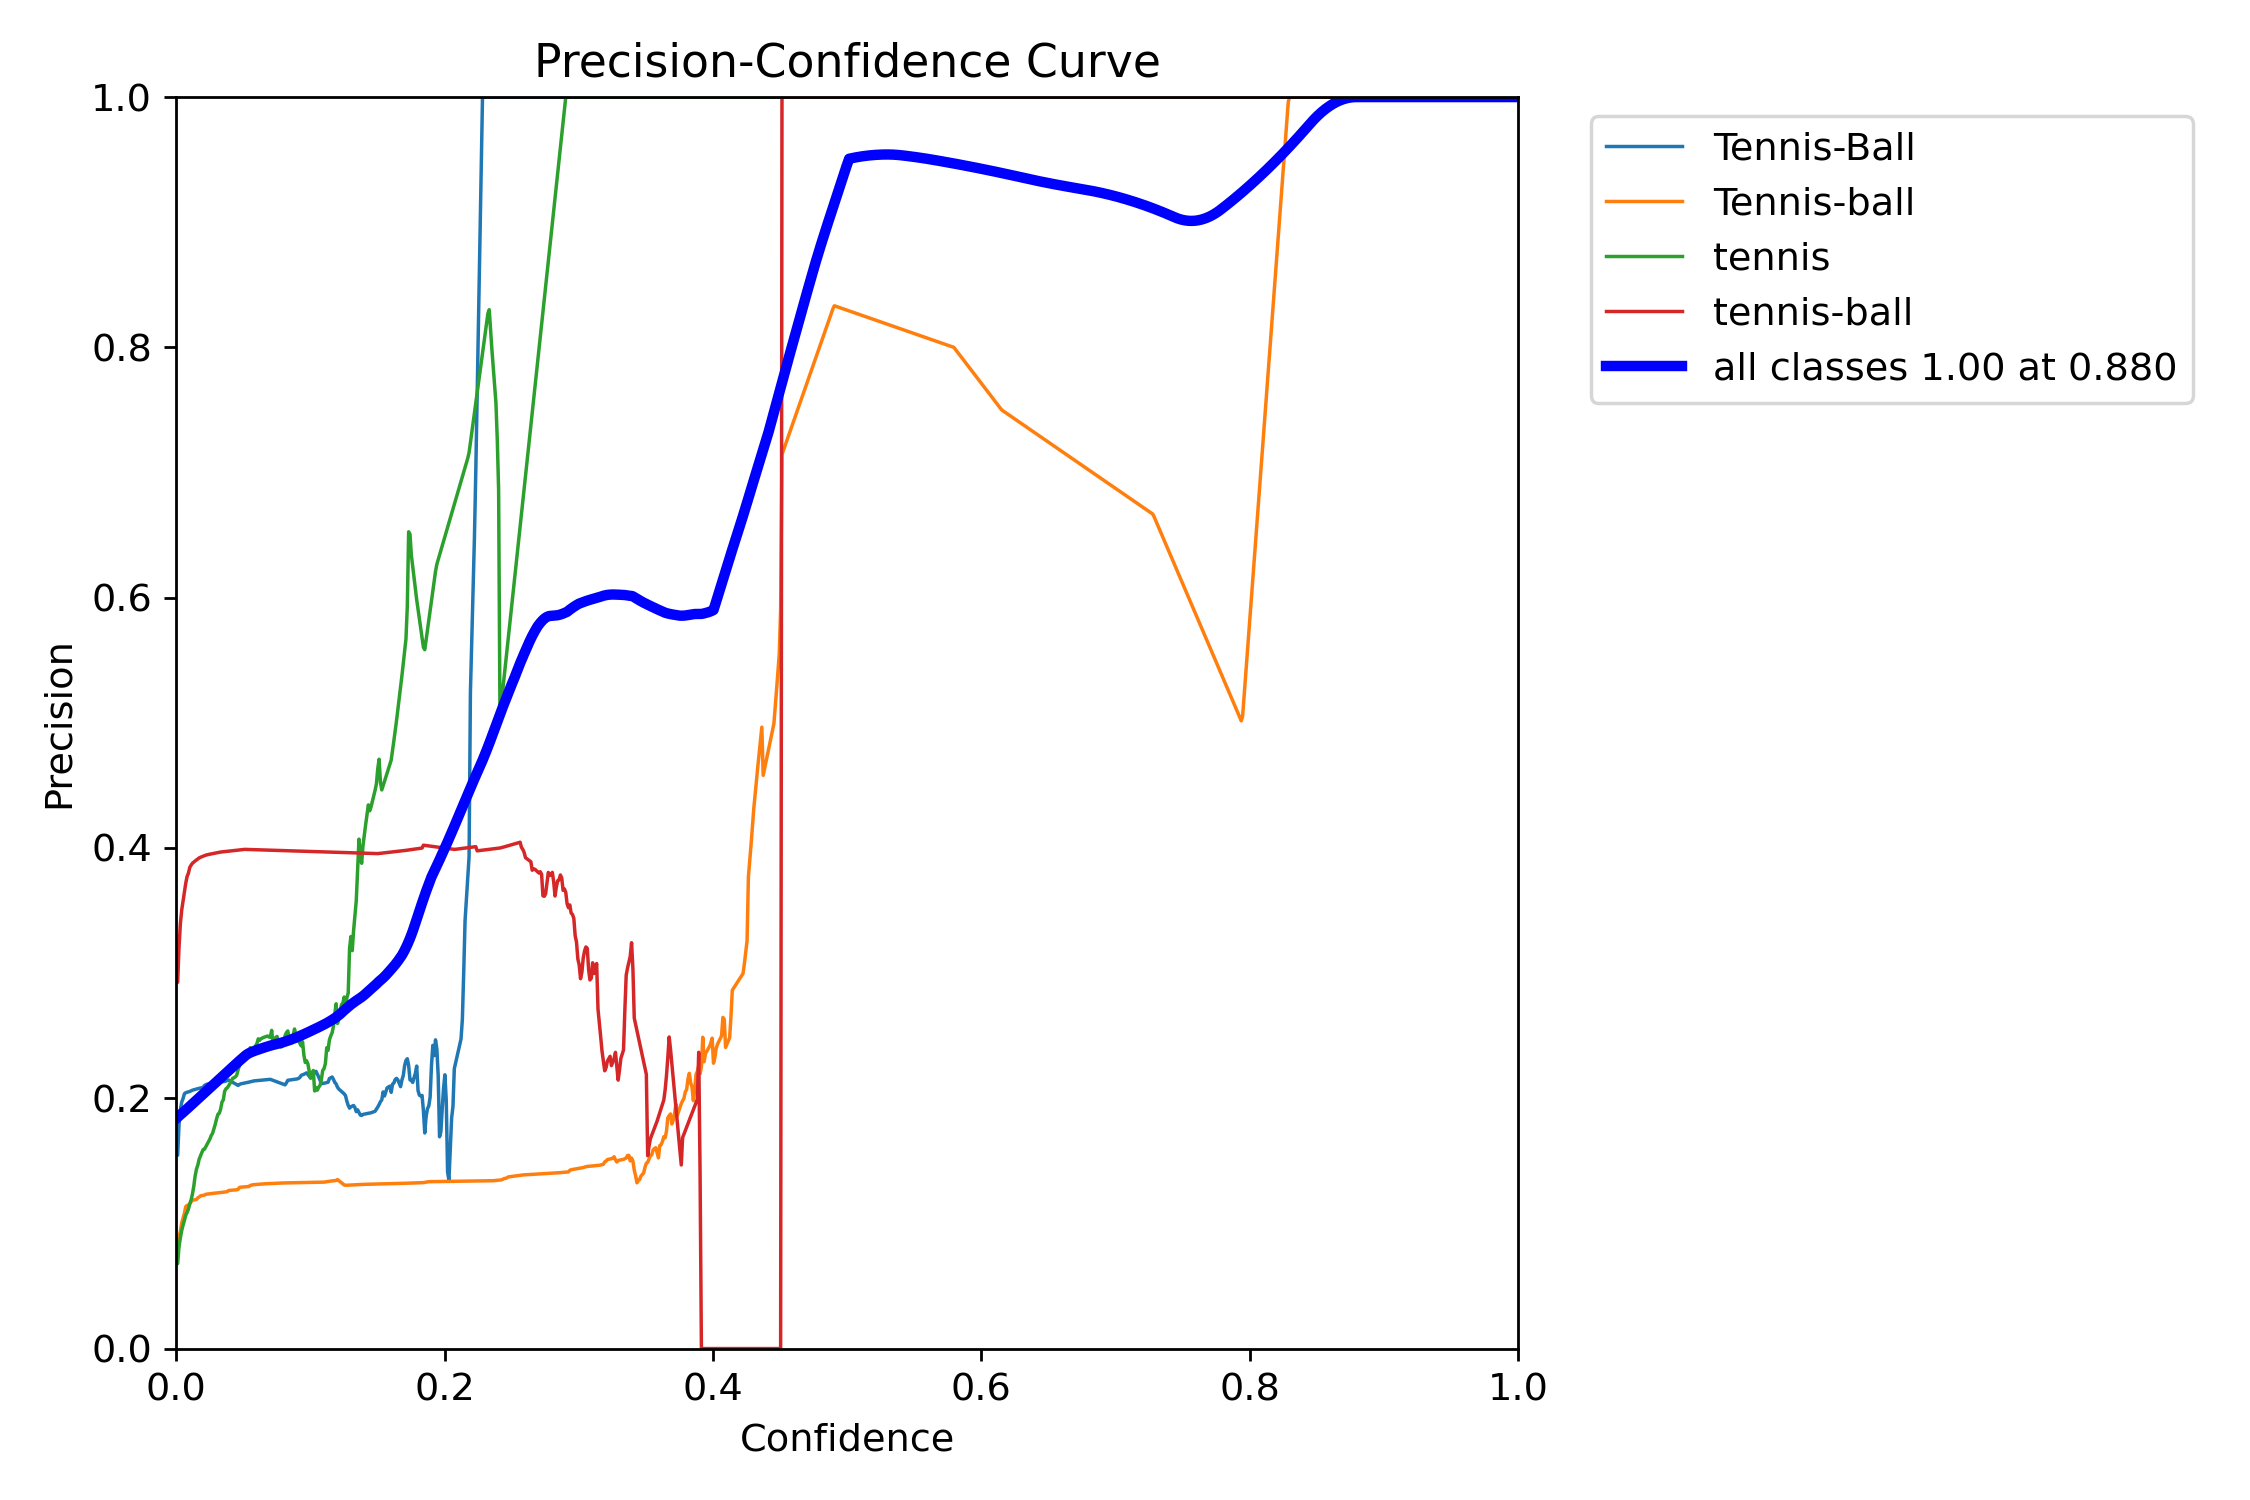 Precision-Confidence Curve
1.0
0.8
0.6
0.4
0.2
0.0
Precision
0.0 0.2 0.4 0.6 0.8 1.0
Confidence
Tennis-Ball
Tennis-ball
tennis
tennis-ball
all classes 1.00 at 0.880